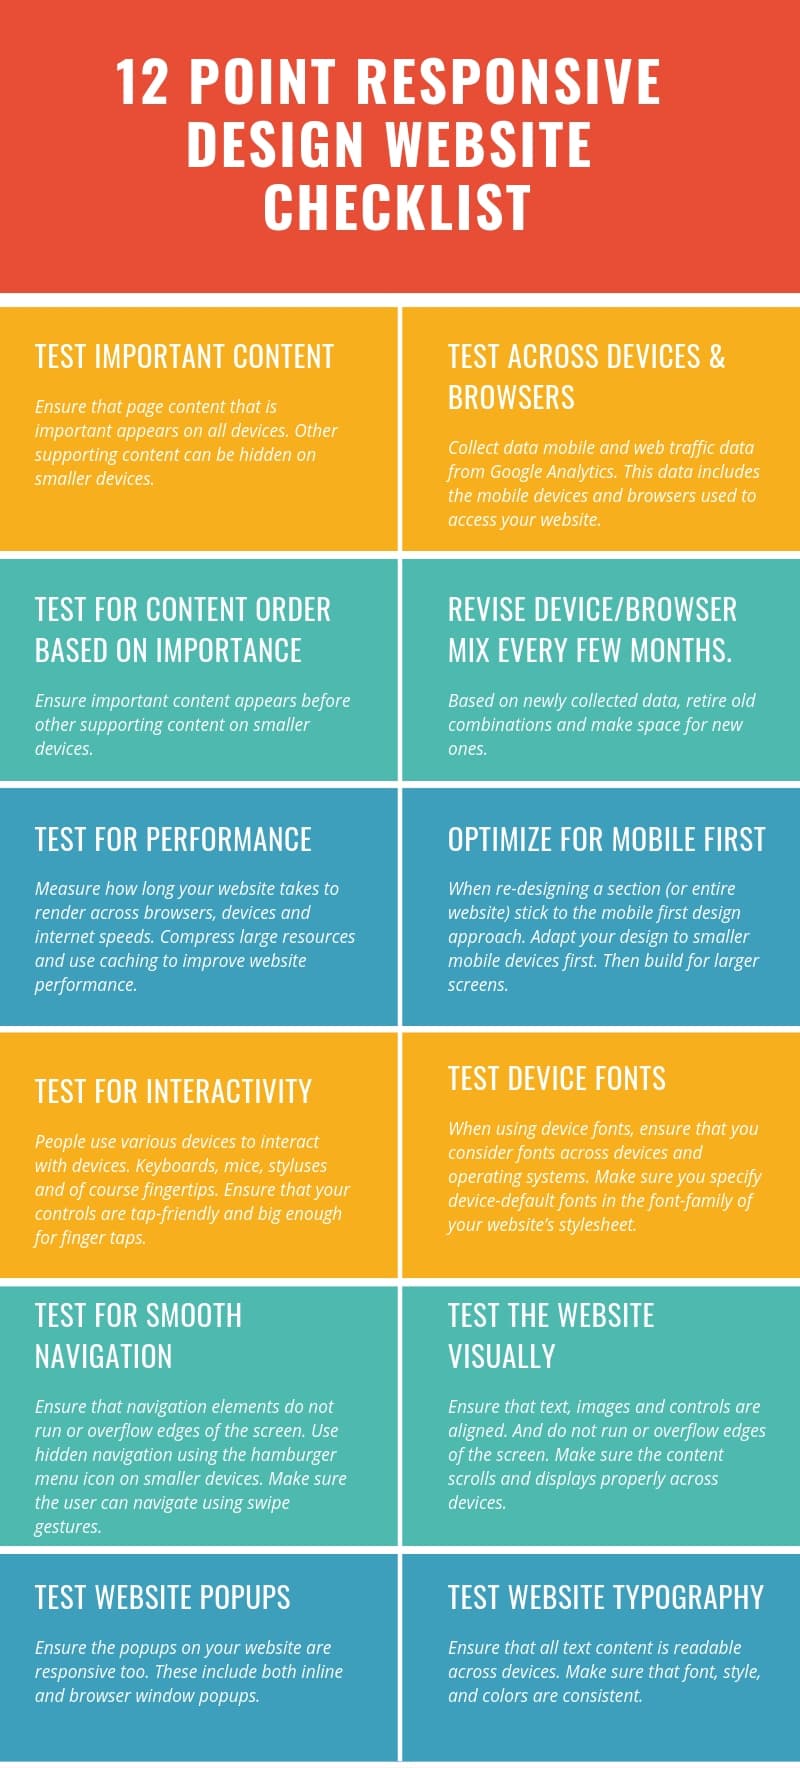 12 POINT RESPONSIVE
DESIGN WEBSITE
CHECKLIST
TEST IMPORTANT CONTENT
Ensure that page content that is
important appears on all devices. Other
supporting content can be hidden on
smaller devices.
TEST ACROSS DEVICES &
BROWSERS
Collect data mobile and web traffic data
from Google Analytics. This data includes
the mobile devices and browsers used to
access your website.
TEST FOR CONTENT ORDER
BASED ON IMPORTANCE
Ensure important content appears before
other supporting content on smaller
devices.
REVISE DEVICE/BROWSER
MIX EVERY FEW MONTHS.
Based on newly collected data, retire old
combinations and make space for new
ones.
TEST FOR PERFORMANCE
Measure how long your website takes to
render across browsers, devices and
internet speeds. Compress large resources
and use caching to improve website
performance.
OPTIMIZE FOR MOBILE FIRST
When re-designing a section (or entire
website) stick to the mobile first design
approach. Adapt your design to smaller
mobile devices first. Then build for larger
screens.
TEST FOR INTERACTIVITY
People use various devices to interact
with devices. Keyboards, mice, styluses
and of course fingertips. Ensure that your
controls are tap-friendly and big enough
for finger taps.
TEST DEVICE FONTS
When using device fonts, ensure that you
consider fonts across devices and
operating systems. Make sure you specify
device-default fonts in the font-family of
your website's stylesheet.
TEST FOR SMOOTH
NAVIGATION
Ensure that navigation elements do not
run or overflow edges of the screen. Use
hidden navigation using the hamburger
menu icon on smaller devices. Make sure
the user can navigate using swipe
gestures.
TEST THE WEBSITE
VISUALLY
Ensure that text, images and controls are
aligned. And do not run or overflow edges
of the screen. Make sure the content
scrolls and displays properly across
devices.
TEST WEBSITE POPUPS
Ensure the popups on your website are
responsive too. These include both inline
and browser window popups.
TEST WEBSITE TYPOGRAPHY
Ensure that all text content is readable
across devices. Make sure that font, style,
and colors are consistent.